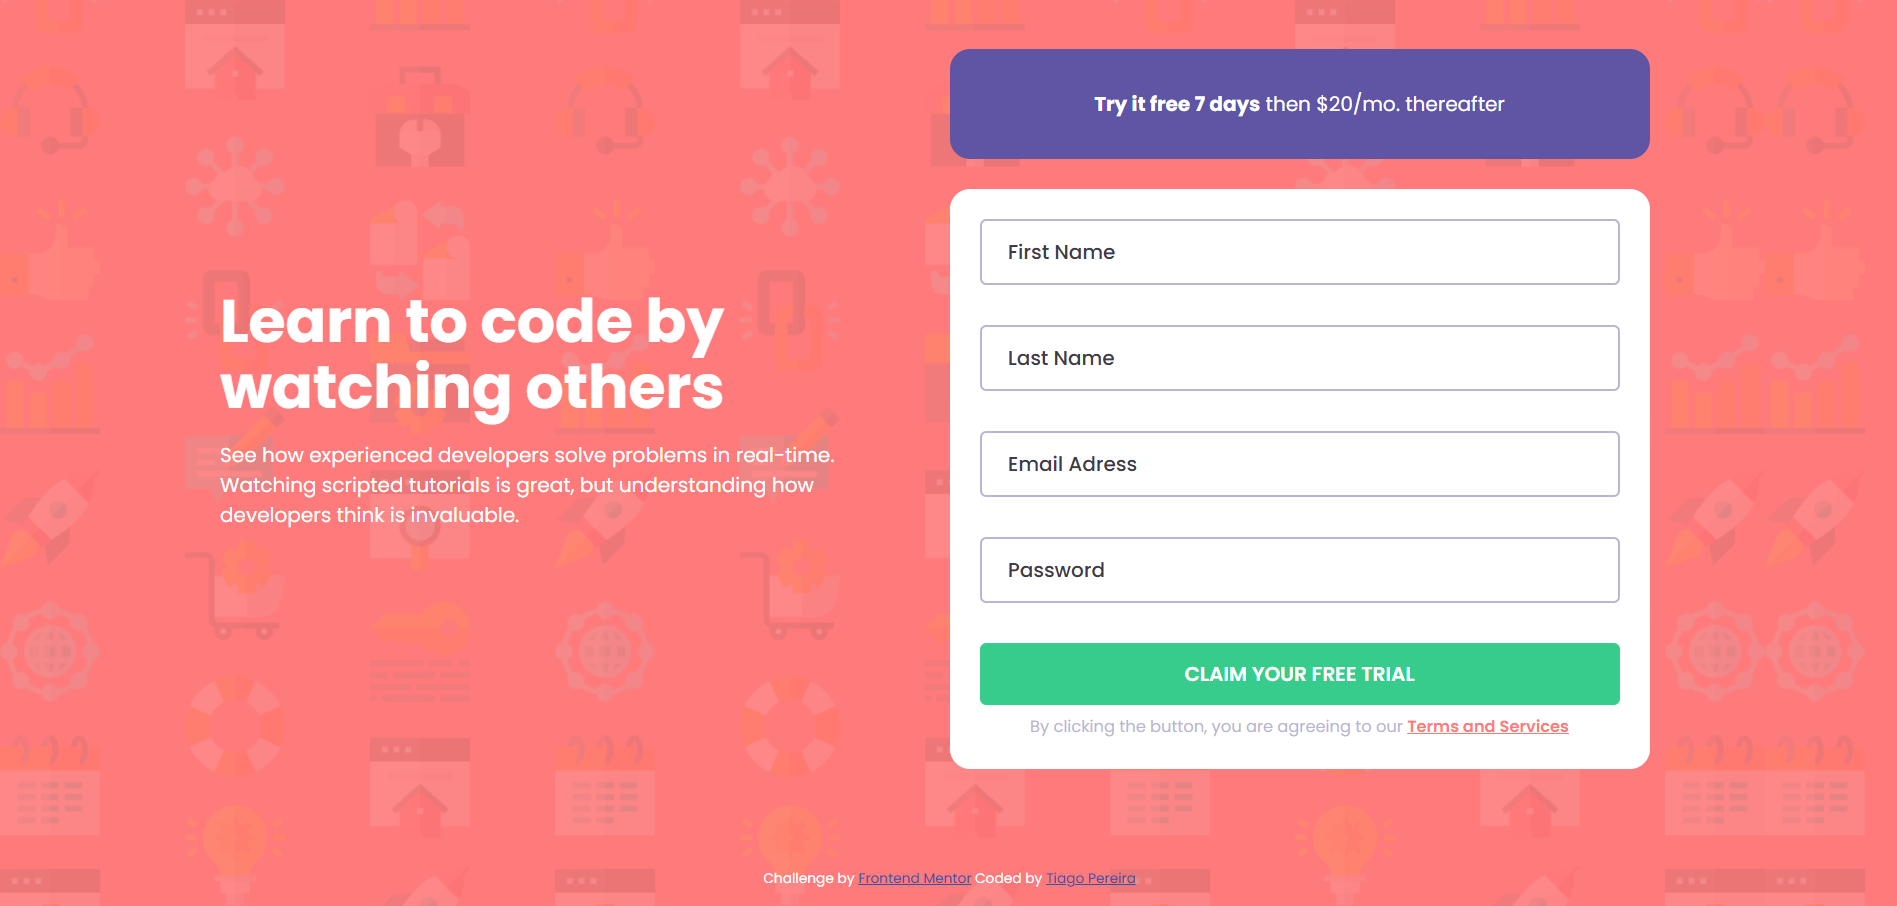 Try it free 7 days then $20/mo. thereafter
Learn to code by
watching others
See how experienced developers solve problems in real-time.
Watching scripted tutorials is great, but understanding how
developers think is invaluable.
First Name
Last Name
Email Adress
Password
CLAIM YOUR FREE TRIAL
By clicking the button, you are agreeing to our Terms and Services
Challenge by Frontend Mentor Coded by Tiago Pereira